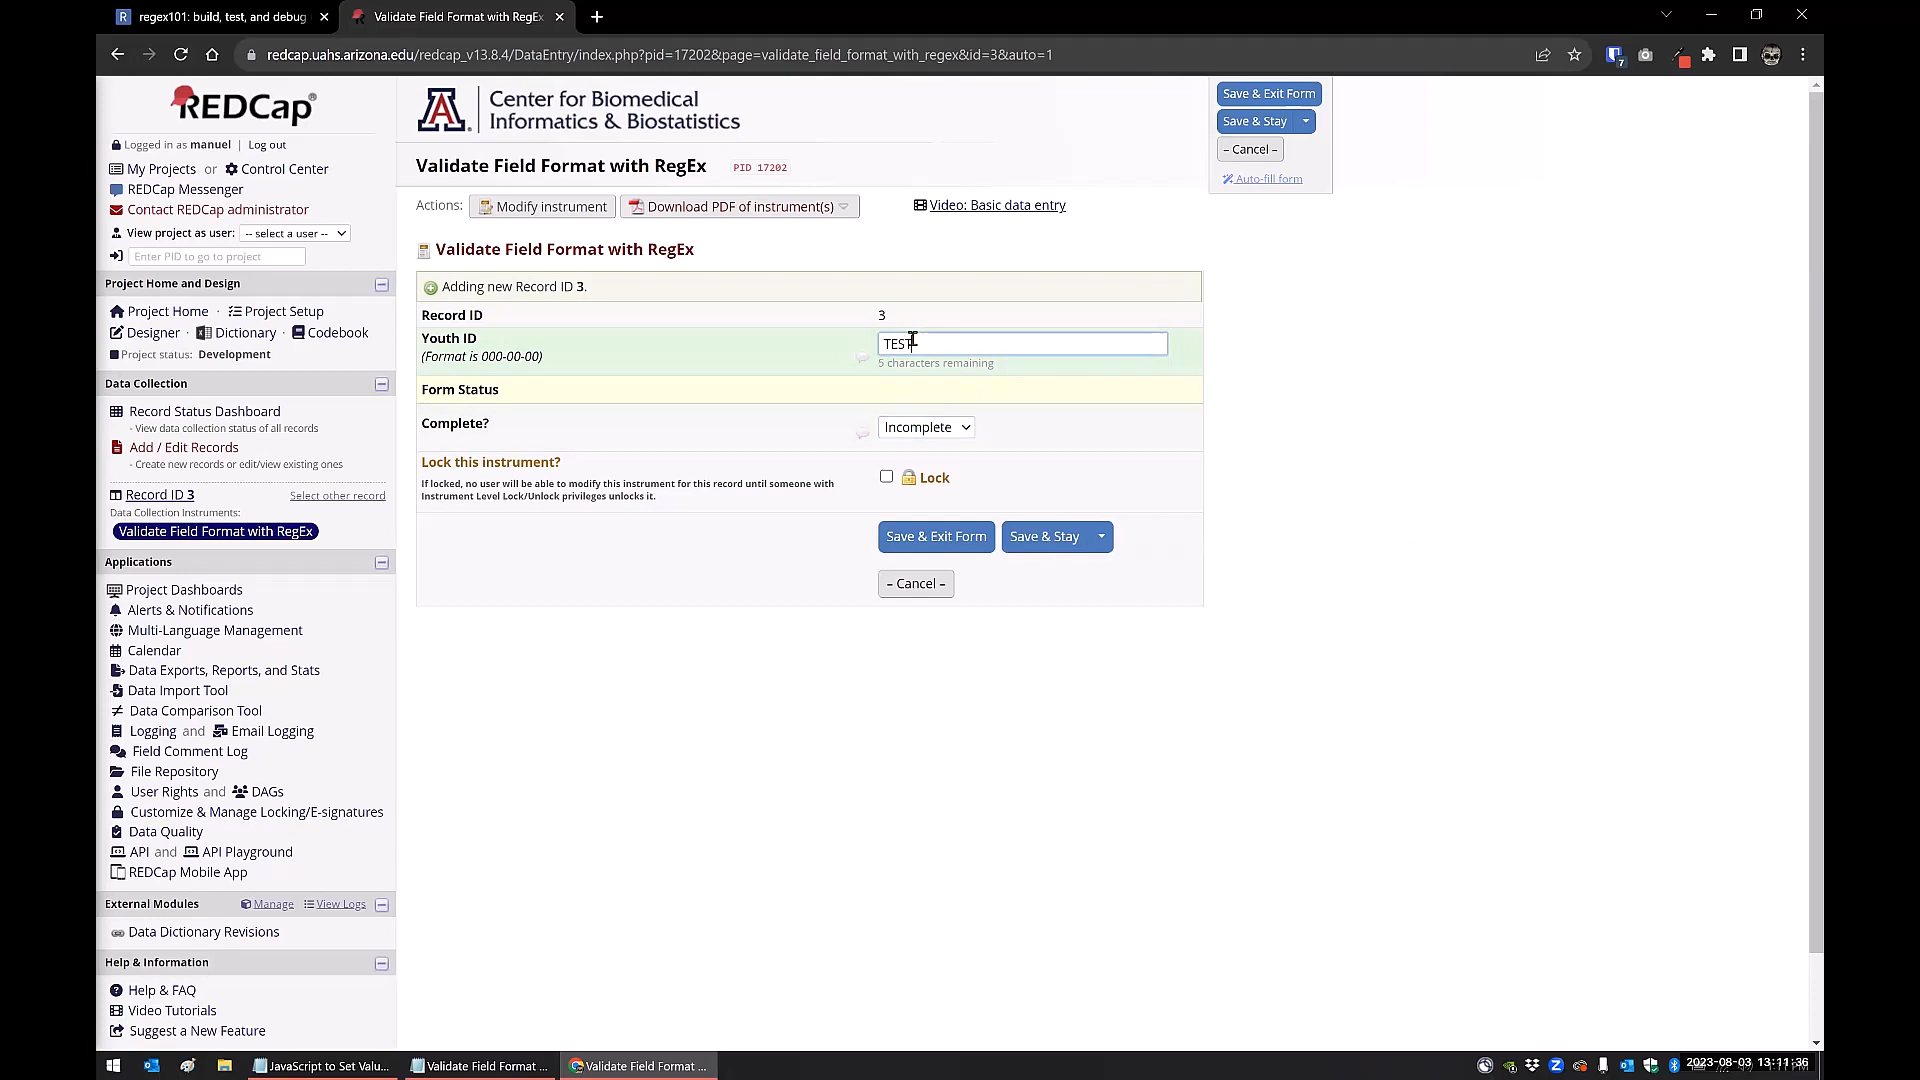 regex101: build, test, and debug
Validate Field Format with RegEx
redcap.uahs.arizona.edu/redcap_v13.8.4/DataEntry/index.php?pid=17202&page=validate_field_format_with_regex&id=3&auto=1
7
REDCap
Logged in as manuel | Log out
My Projects or Control Center
REDCap Messenger
Contact REDCap administrator
View project as user: -- select a user --
Enter PID to go to project
Project Home and Design
Project Home · Project Setup
Designer · Dictionary · Codebook
Project status: Development
Data Collection
Record Status Dashboard
- View data collection status of all records
Add / Edit Records
- Create new records or edit/view existing ones
Record ID 3 Select other record
Data Collection Instruments:
Validate Field Format with RegEx
Applications
Project Dashboards
Alerts & Notifications
Multi-Language Management
Calendar
Data Exports, Reports, and Stats
Data Import Tool
Data Comparison Tool
Logging and Email Logging
Field Comment Log
File Repository
User Rights and DAGs
Customize & Manage Locking/E-signatures
Data Quality
API and API Playground
REDCap Mobile App
External Modules Manage View Logs
Data Dictionary Revisions
Help & Information
Help & FAQ
Video Tutorials
Suggest a New Feature
A
Center for Biomedical
Informatics & Biostatistics
Validate Field Format with RegEx PID 17202
Actions: Modify instrument Download PDF of instrument(s) Video: Basic data entry
Validate Field Format with RegEx
Adding new Record ID 3.
Record ID 3
Youth ID
(Format is 000-00-00)
TEST
5 characters remaining
Form Status
Complete? Incomplete
Lock this instrument?
If locked, no user will be able to modify this instrument for this record until someone with
Instrument Level Lock/Unlock privileges unlocks it.
Lock
Save & Exit Form Save & Stay
– Cancel –
Save & Exit Form
Save & Stay
– Cancel –
Auto-fill form
JavaScript to Set Valu...
Validate Field Format ...
Validate Field Format ...
2023-08-03 13:11:36